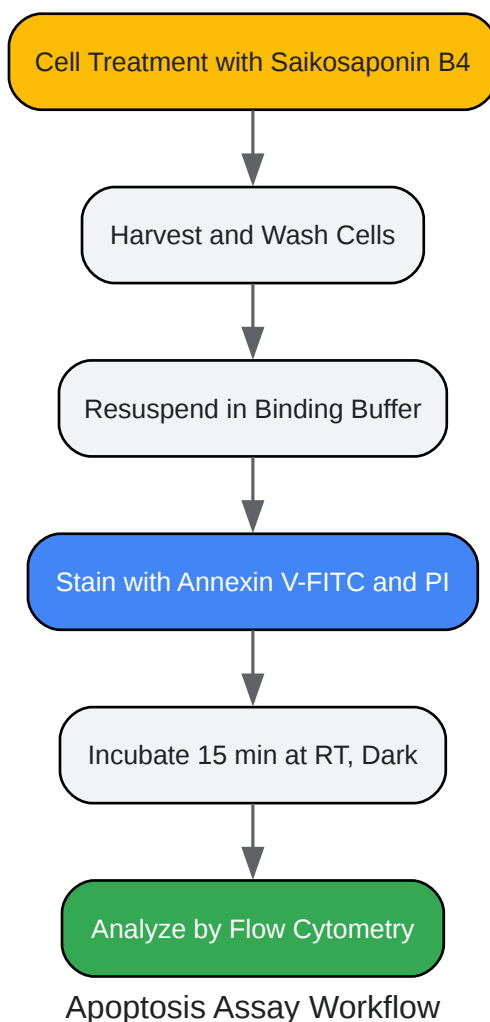 Cell Treatment with Saikosaponin B4
Harvest and Wash Cells
Resuspend in Binding Buffer
Stain with Annexin V-FITC and PI
Incubate 15 min at RT, Dark
Analyze by Flow Cytometry
Apoptosis Assay Workflow